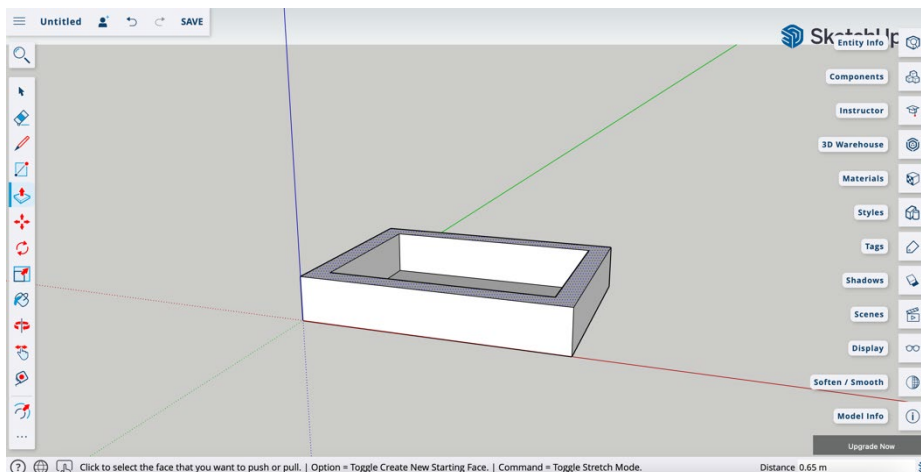 Untitled SAVE
SketchUp
Entity Info
Components
Instructor
3D Warehouse
Materials
Styles
Tags
Shadows
Scenes
Display
Soften / Smooth
Model Info
Upgrade Now
Click to select the face that you want to push or pull. | Option = Toggle Create New Starting Face. | Command = Toggle Stretch Mode. Distance 0.65 m